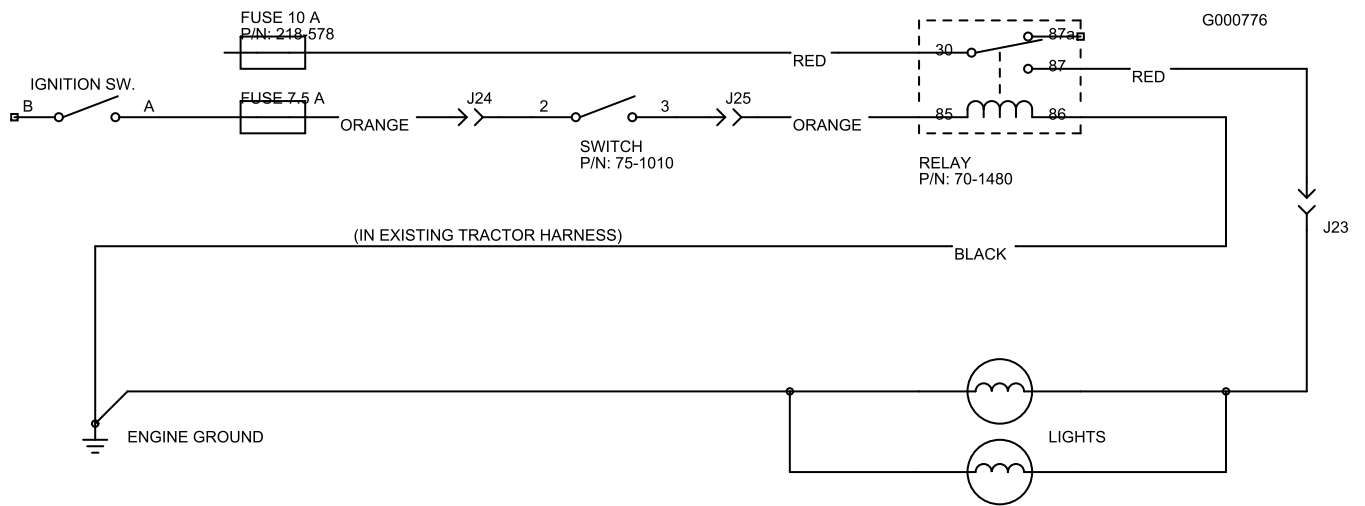 FUSE 10 A
P/N: 218-578
G000776
87a
30
RED
87
RED
IGNITION SW.
B
A
FUSE 7.5 A
ORANGE
J24
2
3
J25
ORANGE
85
86
SWITCH
P/N: 75-1010
RELAY
P/N: 70-1480
J23
(IN EXISTING TRACTOR HARNESS)
BLACK
ENGINE GROUND
LIGHTS